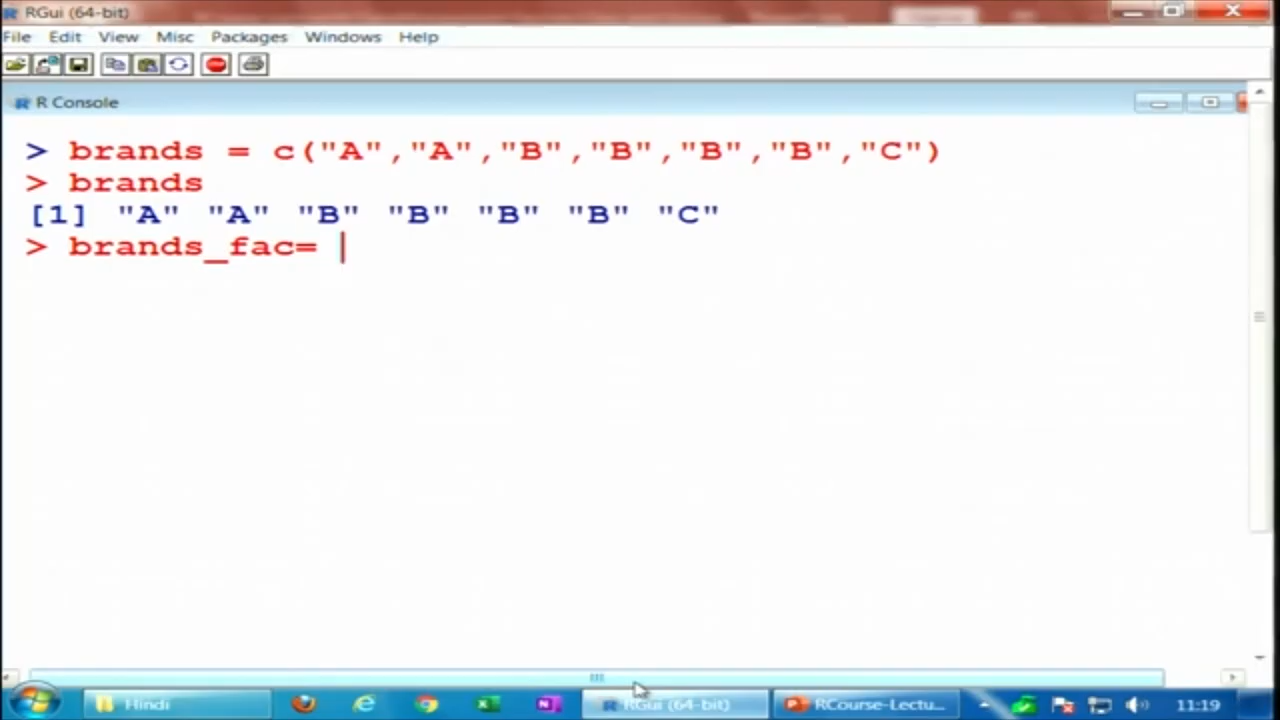 RGui (64-bit)
File Edit View Misc Packages Windows Help
R Console
> brands = c("A","A","B","B","B","B","C")
> brands
[1] "A" "A" "B" "B" "B" "B" "C"
> brands_fac=
Hindi RGui (64-bit) RCourse-Lectu... 11:19